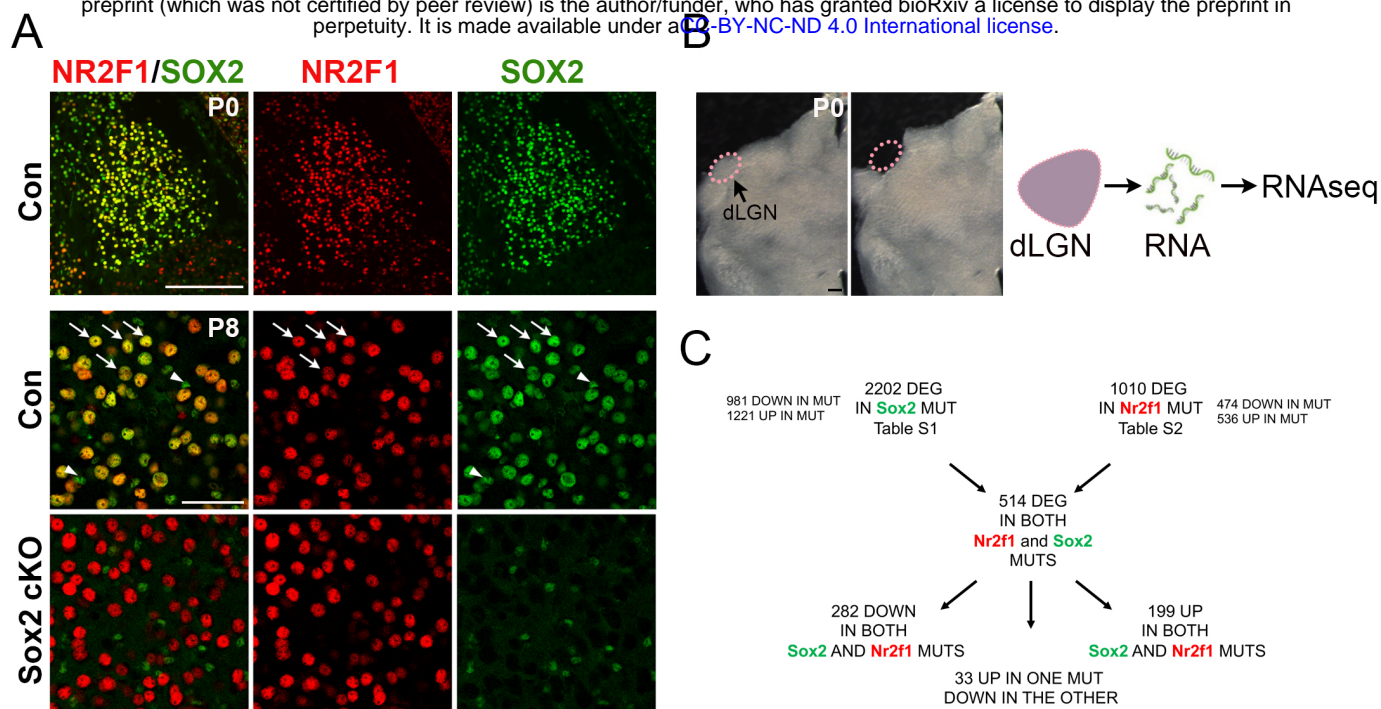 preprint (which was not certified by peer review) is the author/funder, who has granted bioRxiv a license to display the preprint in
perpetuity. It is made available under aCC-BY-NC-ND 4.0 International license.
A
NR2F1/SOX2
NR2F1
SOX2
Con
P0
Con
P8
Sox2 cKO
B
P0
dLGN
dLGN
RNA
RNAseq
C
981 DOWN IN MUT
1221 UP IN MUT
2202 DEG
IN Sox2 MUT
Table S1
1010 DEG
IN Nr2f1 MUT
Table S2
474 DOWN IN MUT
536 UP IN MUT
514 DEG
IN BOTH
Nr2f1 and Sox2
MUTS
282 DOWN
IN BOTH
Sox2 AND Nr2f1 MUTS
199 UP
IN BOTH
Sox2 AND Nr2f1 MUTS
33 UP IN ONE MUT
DOWN IN THE OTHER